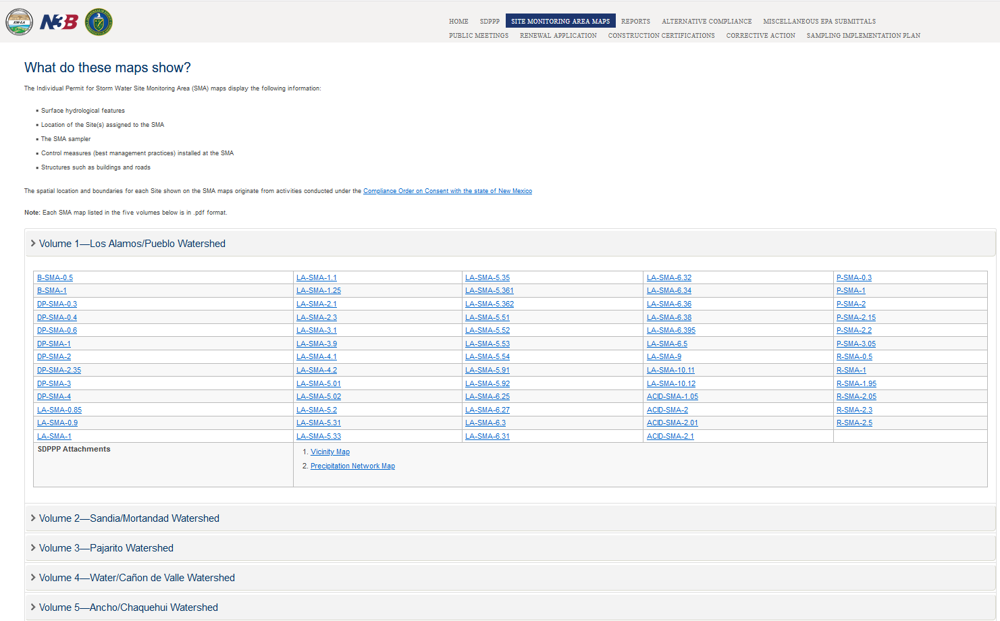 EM-LA
N3B
HOME SDPPP SITE MONITORING AREA MAPS REPORTS ALTERNATIVE COMPLIANCE MISCELLANEOUS EPA SUBMITTALS
PUBLIC MEETINGS RENEWAL APPLICATION CONSTRUCTION CERTIFICATIONS CORRECTIVE ACTION SAMPLING IMPLEMENTATION PLAN
What do these maps show?
The Individual Permit for Storm Water Site Monitoring Area (SMA) maps display the following information:
▪ Surface hydrological features
▪ Location of the Site(s) assigned to the SMA
▪ The SMA sampler
▪ Control measures (best management practices) installed at the SMA
▪ Structures such as buildings and roads
The spatial location and boundaries for each Site shown on the SMA maps originate from activities conducted under the Compliance Order on Consent with the state of New Mexico
Note: Each SMA map listed in the five volumes below is in .pdf format.
Volume 1—Los Alamos/Pueblo Watershed
B-SMA-0.5 LA-SMA-1.1 LA-SMA-5.35 LA-SMA-6.32 P-SMA-0.3
B-SMA-1 LA-SMA-1.25 LA-SMA-5.361 LA-SMA-6.34 P-SMA-1
DP-SMA-0.3 LA-SMA-2.1 LA-SMA-5.362 LA-SMA-6.36 P-SMA-2
DP-SMA-0.4 LA-SMA-2.3 LA-SMA-5.51 LA-SMA-6.38 P-SMA-2.15
DP-SMA-0.6 LA-SMA-3.1 LA-SMA-5.52 LA-SMA-6.395 P-SMA-2.2
DP-SMA-1 LA-SMA-3.9 LA-SMA-5.53 LA-SMA-6.5 P-SMA-3.05
DP-SMA-2 LA-SMA-4.1 LA-SMA-5.54 LA-SMA-9 R-SMA-0.5
DP-SMA-2.35 LA-SMA-4.2 LA-SMA-5.91 LA-SMA-10.11 R-SMA-1
DP-SMA-3 LA-SMA-5.01 LA-SMA-5.92 LA-SMA-10.12 R-SMA-1.95
DP-SMA-4 LA-SMA-5.02 LA-SMA-6.25 ACID-SMA-1.05 R-SMA-2.05
LA-SMA-0.85 LA-SMA-5.2 LA-SMA-6.27 ACID-SMA-2 R-SMA-2.3
LA-SMA-0.9 LA-SMA-5.31 LA-SMA-6.3 ACID-SMA-2.01 R-SMA-2.5
LA-SMA-1 LA-SMA-5.33 LA-SMA-6.31 ACID-SMA-2.1
SDPPP Attachments
1. Vicinity Map
2. Precipitation Network Map
Volume 2—Sandia/Mortandad Watershed
Volume 3—Pajarito Watershed
Volume 4—Water/Cañon de Valle Watershed
Volume 5—Ancho/Chaquehui Watershed